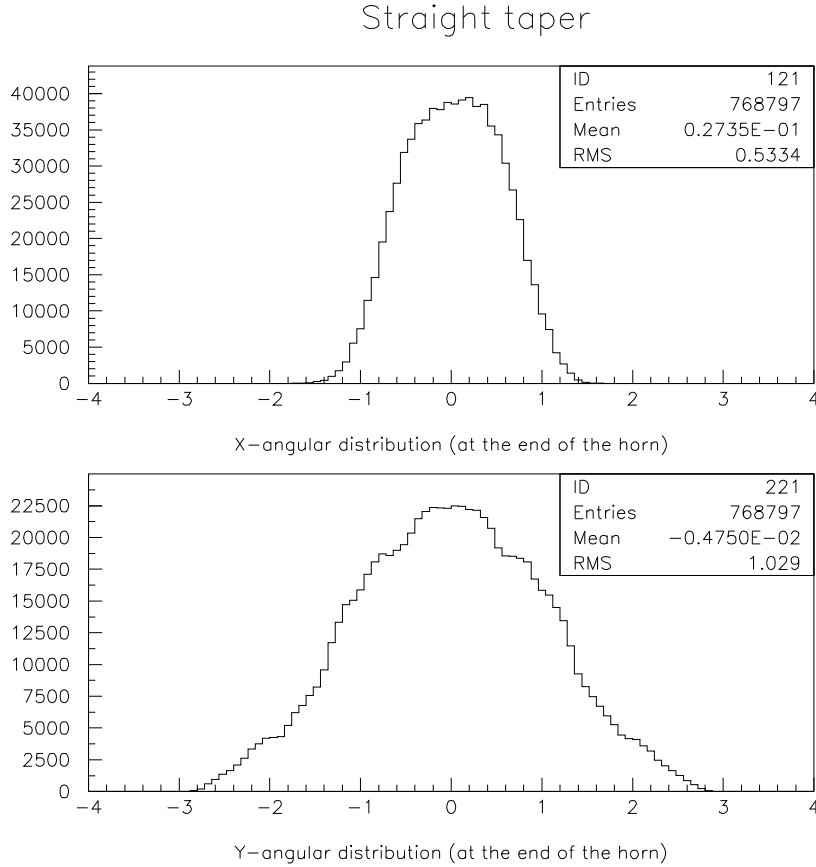 Straight taper
ID 121
Entries 768797
Mean 0.2735E-01
RMS 0.5334
40000
35000
30000
25000
20000
15000
10000
5000
0
-4 -3 -2 -1 0 1 2 3 4
X-angular distribution (at the end of the horn)
ID 221
Entries 768797
Mean -0.4750E-02
RMS 1.029
22500
20000
17500
15000
12500
10000
7500
5000
2500
0
-4 -3 -2 -1 0 1 2 3 4
Y-angular distribution (at the end of the horn)